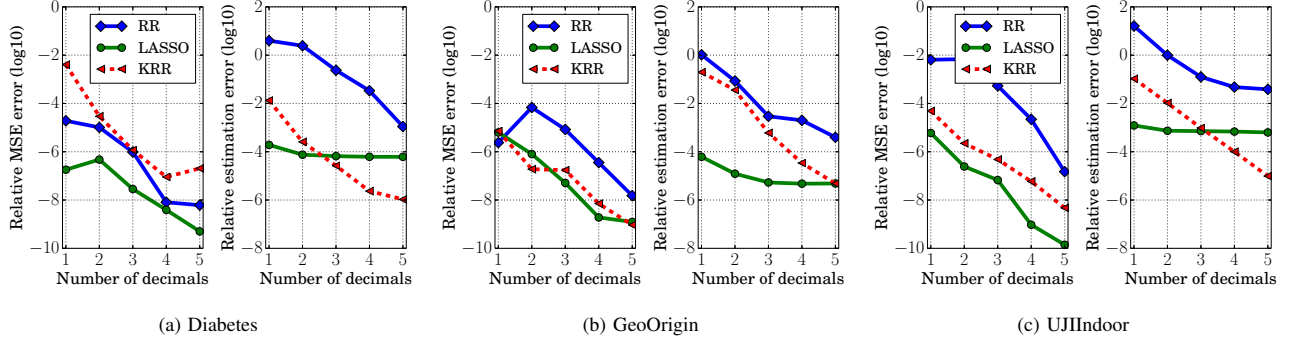 Relative MSE error (log10)
0
−2
−4
−6
−8
−10
RR
LASSO
KRR
1 2 3 4 5
Number of decimals
Relative estimation error (log10)
2
0
−2
−4
−6
−8
RR
LASSO
KRR
1 2 3 4 5
Number of decimals
(a) Diabetes
Relative MSE error (log10)
0
−2
−4
−6
−8
−10
RR
LASSO
KRR
1 2 3 4 5
Number of decimals
Relative estimation error (log10)
2
0
−2
−4
−6
−8
1 2 3 4 5
Number of decimals
(b) GeoOrigin
Relative MSE error (log10)
0
−2
−4
−6
−8
−10
RR
LASSO
KRR
1 2 3 4 5
Number of decimals
Relative estimation error (log10)
2
0
−2
−4
−6
−8
1 2 3 4 5
Number of decimals
(c) UJIIndoor